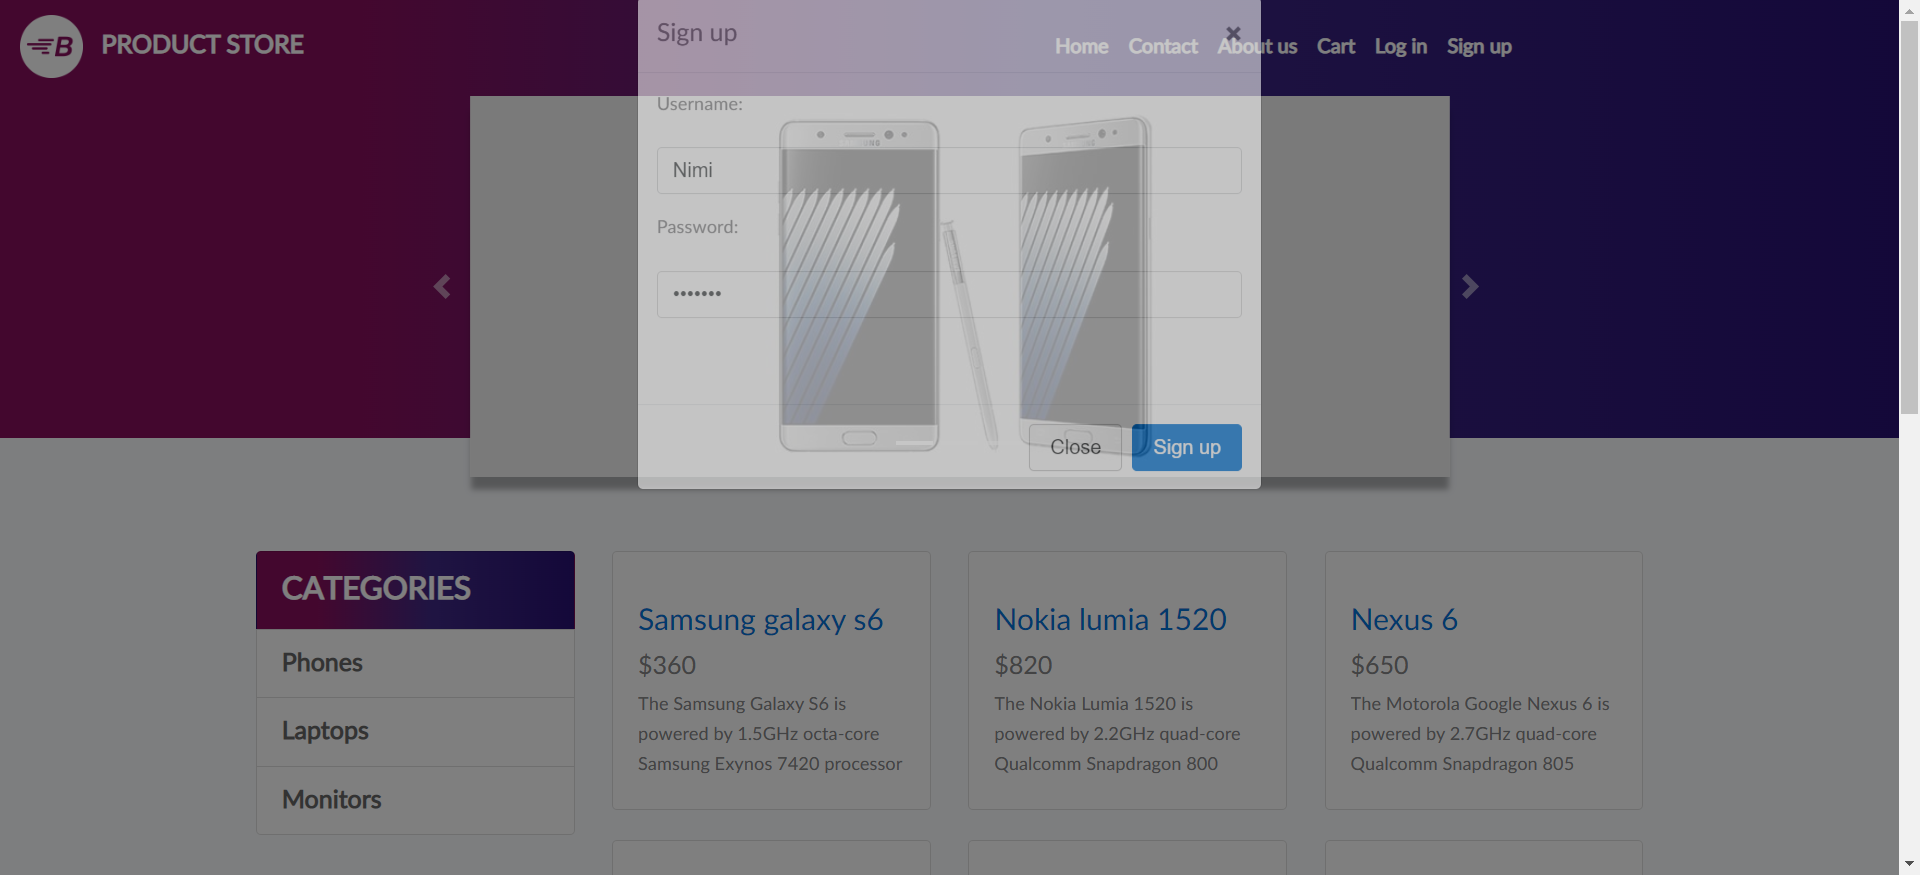 B PRODUCT STORE
Home Contact About us Cart Log in Sign up
Sign up
×
Username:
Nimi
Password:
•••••••
Close Sign up
CATEGORIES
Phones
Laptops
Monitors
Samsung galaxy s6
$360
The Samsung Galaxy S6 is
powered by 1.5GHz octa-core
Samsung Exynos 7420 processor
Nokia lumia 1520
$820
The Nokia Lumia 1520 is
powered by 2.2GHz quad-core
Qualcomm Snapdragon 800
Nexus 6
$650
The Motorola Google Nexus 6 is
powered by 2.7GHz quad-core
Qualcomm Snapdragon 805